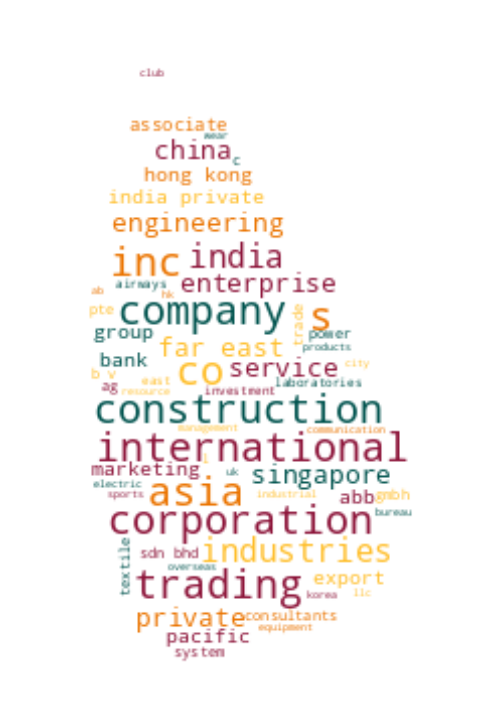 club
associate
wear
china c
hong kong
india private
engineering
inc india
airways enterprise
ab hk
pte company trade s
group power
far east products
bank co service city
b v east laboratories
ag resource investment
construction
management communication
international
marketing l uk singapore
electric asia
sports industrial abb gmbh
corporation bureau
textile sdn bhd industries
overseas
trading export
korea llc
private consultants
pacific equipment
system